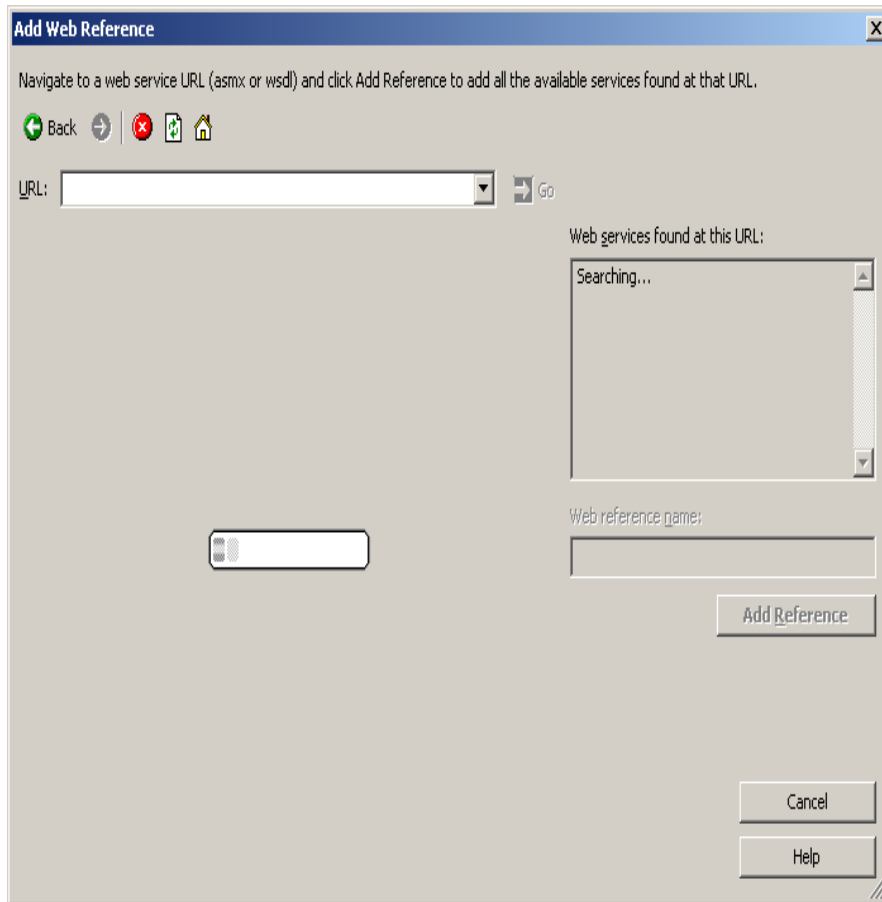 Add Web Reference
Navigate to a web service URL (asmx or wsdl) and click Add Reference to add all the available services found at that URL.
Back
URL:
Go
Web services found at this URL:
Searching...
Web reference name:
Add Reference
Cancel
Help